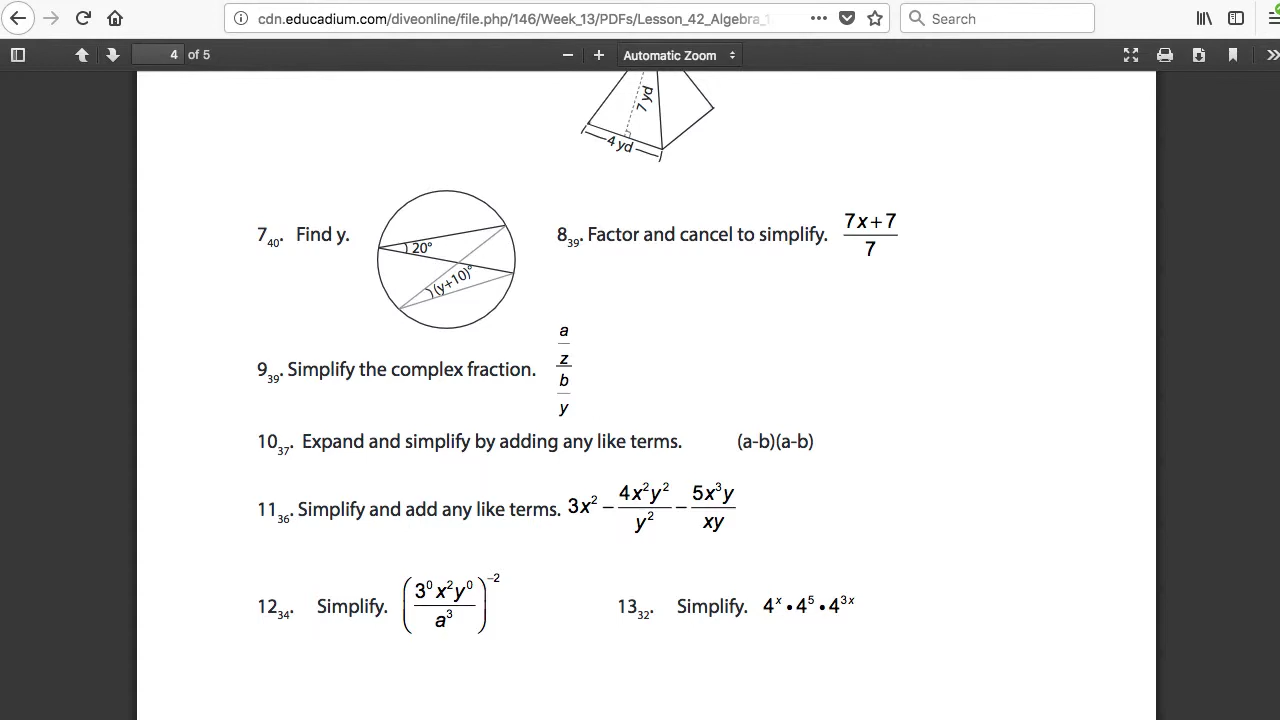 cdn.educadium.com/diveonline/file.php/146/Week_13/PDFs/Lesson_42_Algebra_1
Search
4 of 5
Automatic Zoom
7 yd
4 yd
7₄₀. Find y.
20°
(y+10)°
8₃₉. Factor and cancel to simplify. (7x+7)/7
9₃₉. Simplify the complex fraction.
a
z
b
y
10₃₇. Expand and simplify by adding any like terms. (a-b)(a-b)
11₃₆. Simplify and add any like terms. 3x² − 4x²y²/y² − 5x³y/xy
12₃₄. Simplify. (3⁰x²y⁰/a³)⁻²
13₃₂. Simplify. 4ˣ • 4⁵ • 4³ˣ